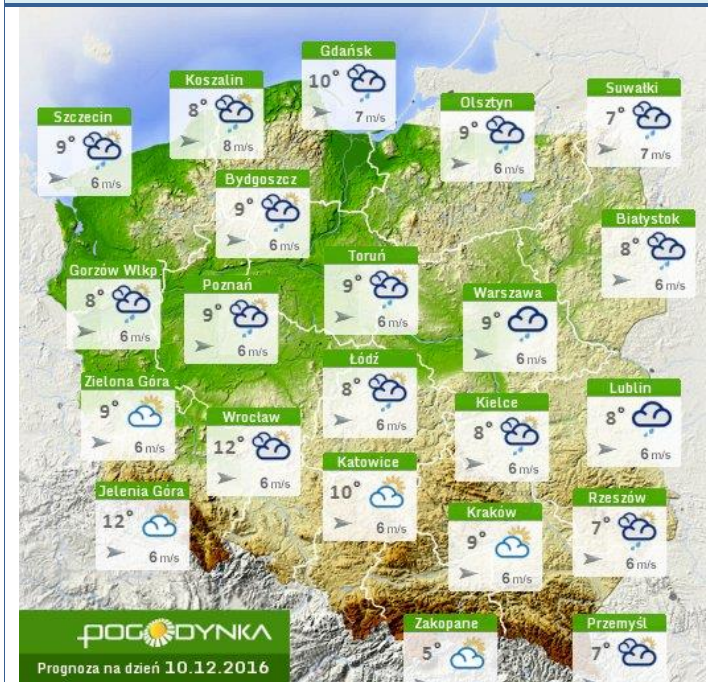 Gdańsk
10°
7 m/s
Koszalin
8°
8 m/s
Suwałki
7°
7 m/s
Olsztyn
9°
6 m/s
Szczecin
9°
6 m/s
Bydgoszcz
9°
6 m/s
Białystok
8°
6 m/s
Toruń
9°
6 m/s
Gorzów Wlkp
8°
6 m/s
Poznań
9°
6 m/s
Warszawa
9°
6 m/s
Łódź
8°
6 m/s
Zielona Góra
9°
6 m/s
Lublin
8°
6 m/s
Kielce
8°
6 m/s
Wrocław
12°
6 m/s
Katowice
10°
6 m/s
Jelenia Góra
12°
6 m/s
Rzeszów
7°
6 m/s
Kraków
9°
6 m/s
Zakopane
5°
Przemyśl
7°
POGODYNKA
Prognoza na dzień 10.12.2016